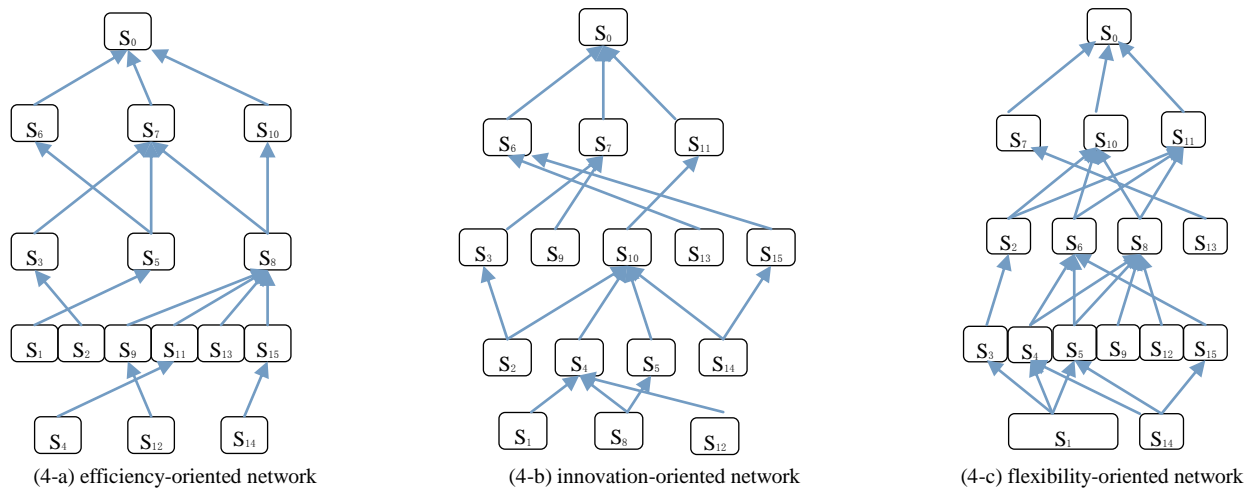 S₀ S₀ S₀
S₆ S₇ S₁₀ S₆ S₇ S₁₁ S₇ S₁₀ S₁₁
S₃ S₅ S₈ S₃ S₉ S₁₀ S₁₃ S₁₅ S₂ S₆ S₈ S₁₃
S₁ S₂ S₉ S₁₁ S₁₃ S₁₅ S₂ S₄ S₅ S₁₄ S₃ S₄ S₅ S₉ S₁₂ S₁₅
S₄ S₁₂ S₁₄ S₁ S₈ S₁₂ S₁ S₁₄
(4-a) efficiency-oriented network (4-b) innovation-oriented network (4-c) flexibility-oriented network